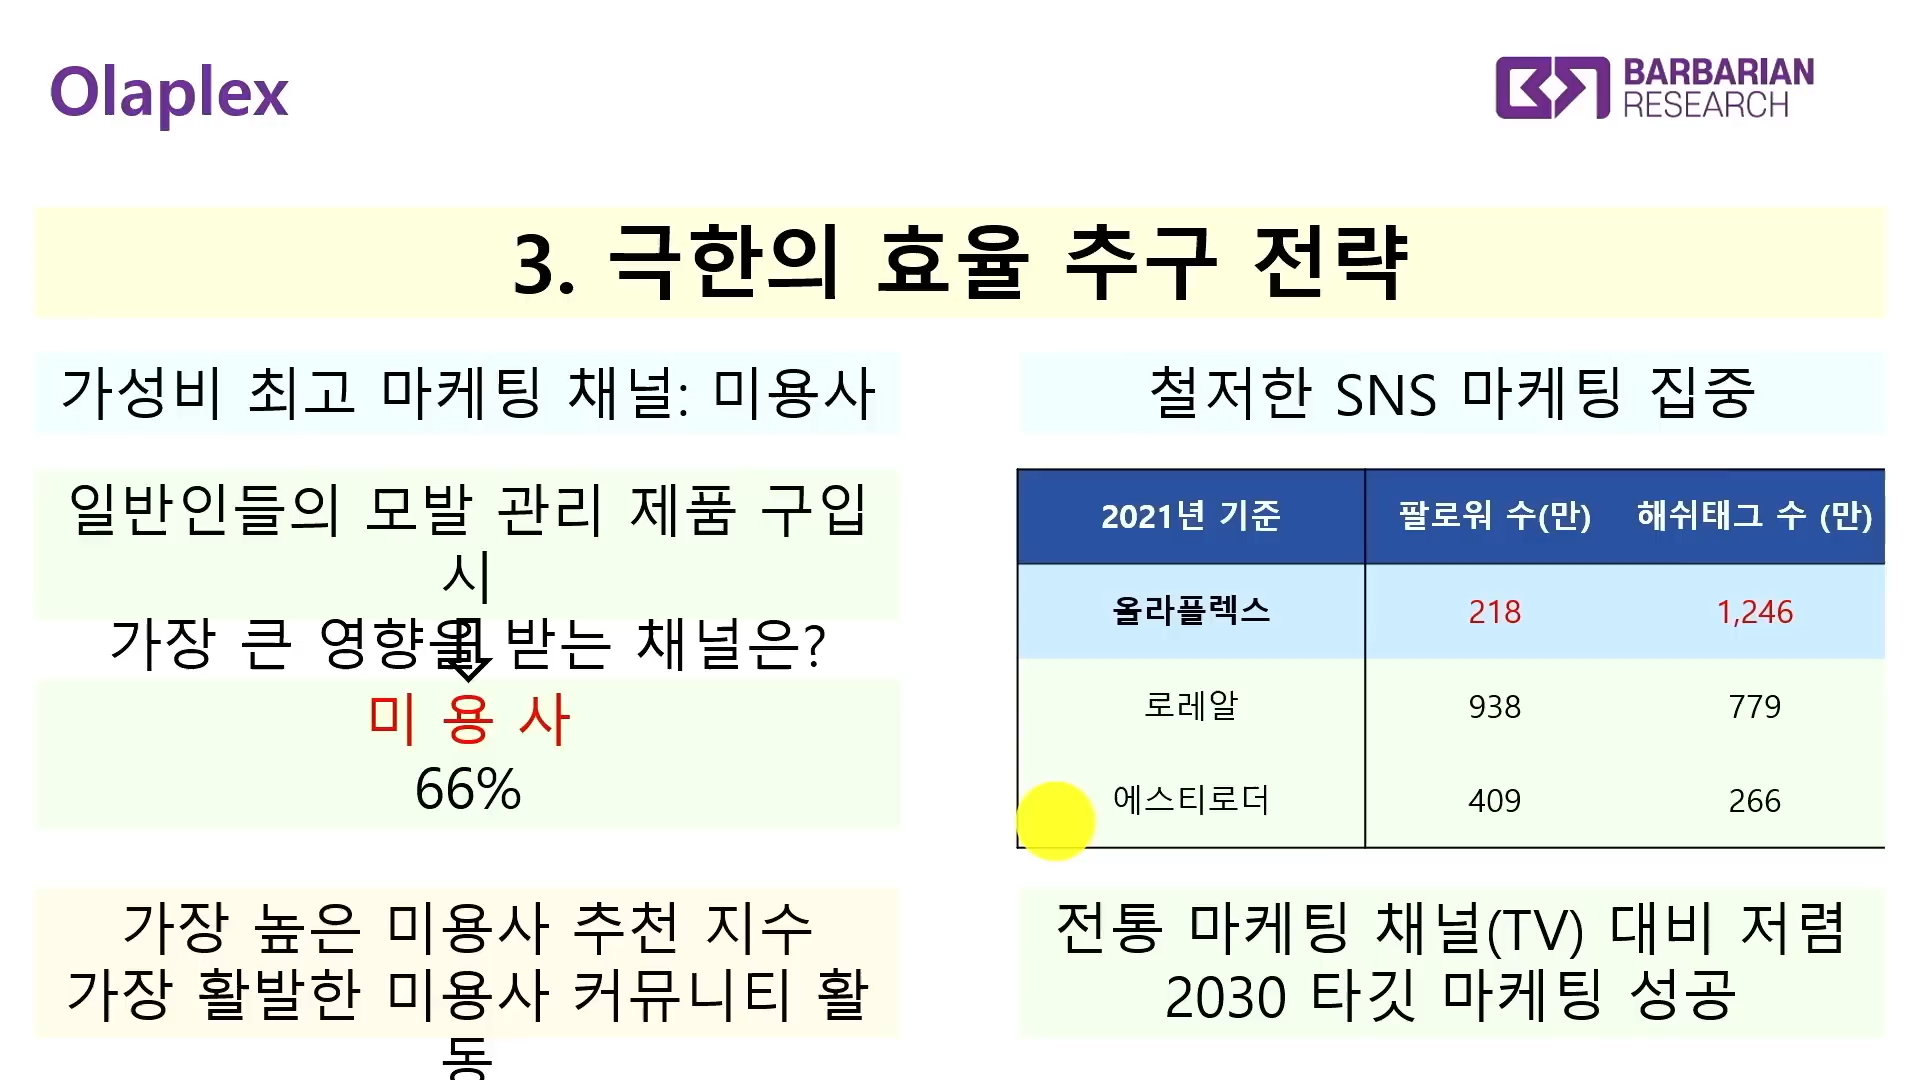 Olaplex
BARBARIAN
RESEARCH
3. 극한의 효율 추구 전략
가성비 최고 마케팅 채널: 미용사
일반인들의 모발 관리 제품 구입
시
가장 큰 영향을 받는 채널은?
미 용 사
66%
가장 높은 미용사 추천 지수
가장 활발한 미용사 커뮤니티 활
동
철저한 SNS 마케팅 집중
2021년 기준 팔로워 수(만) 해쉬태그 수 (만)
올라플렉스 218 1,246
로레알 938 779
에스티로더 409 266
전통 마케팅 채널(TV) 대비 저렴
2030 타깃 마케팅 성공